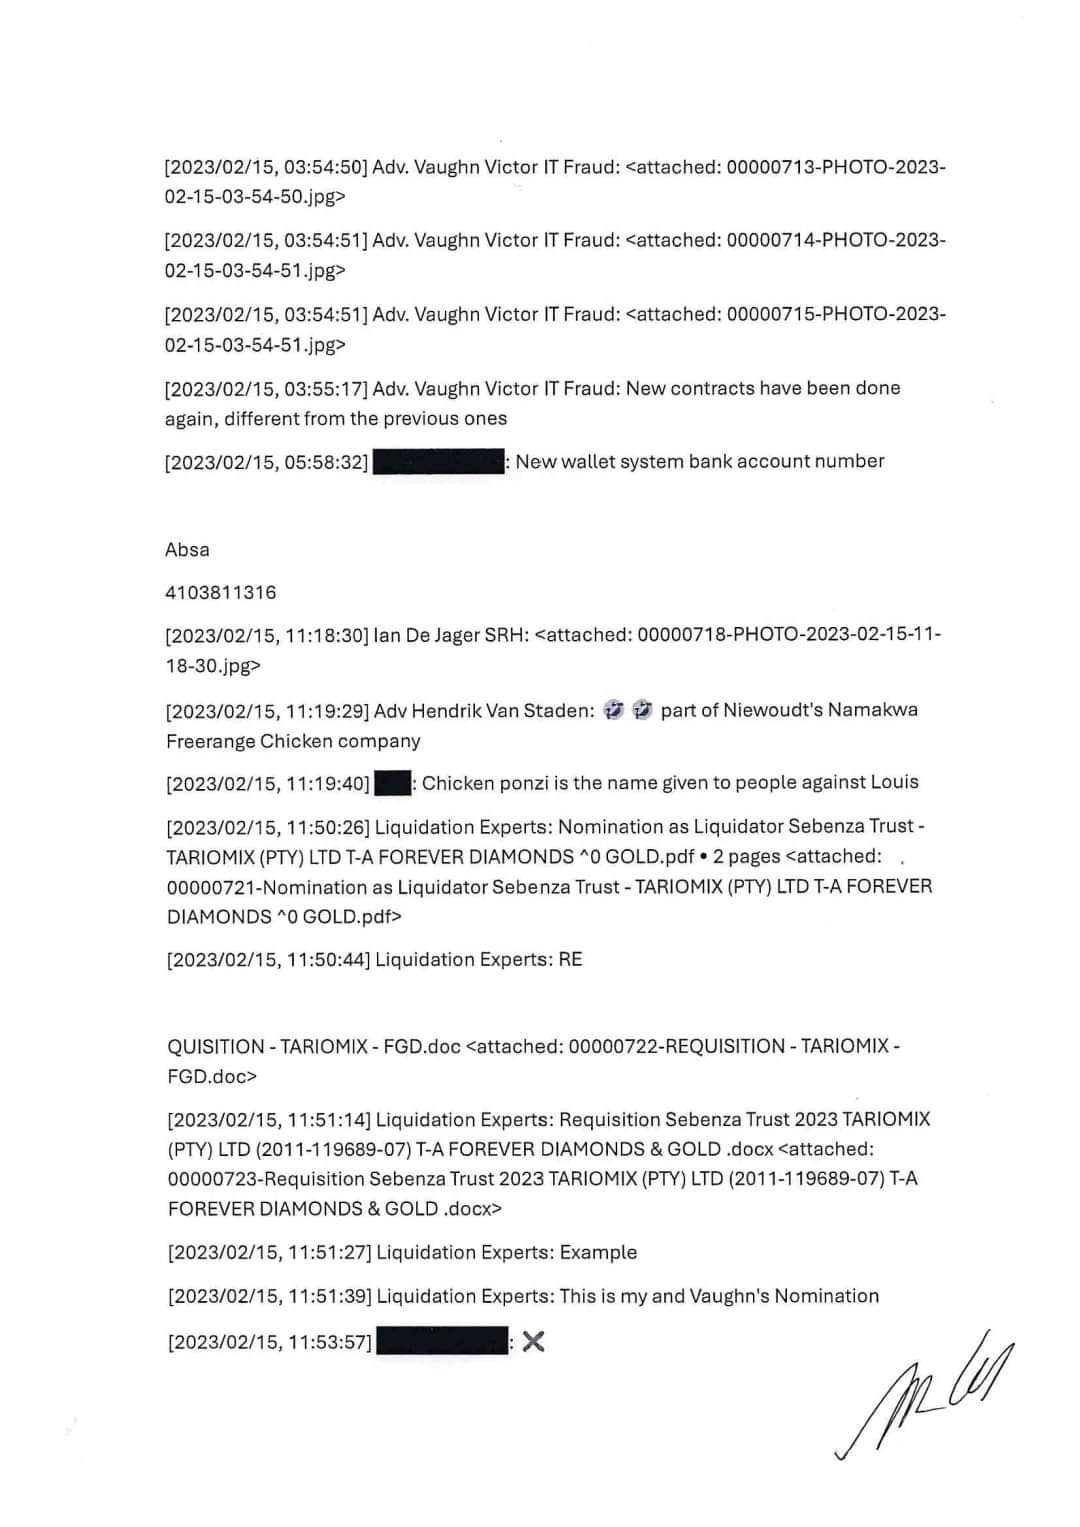 [2023/02/15, 03:54:50] Adv. Vaughn Victor IT Fraud: <attached: 00000713-PHOTO-2023-
02-15-03-54-50.jpg>
[2023/02/15, 03:54:51] Adv. Vaughn Victor IT Fraud: <attached: 00000714-PHOTO-2023-
02-15-03-54-51.jpg>
[2023/02/15, 03:54:51] Adv. Vaughn Victor IT Fraud: <attached: 00000715-PHOTO-2023-
02-15-03-54-51.jpg>
[2023/02/15, 03:55:17] Adv. Vaughn Victor IT Fraud: New contracts have been done
again, different from the previous ones
[2023/02/15, 05:58:32] : New wallet system bank account number
Absa
4103811316
[2023/02/15, 11:18:30] Ian De Jager SRH: <attached: 00000718-PHOTO-2023-02-15-11-
18-30.jpg>
[2023/02/15, 11:19:29] Adv Hendrik Van Staden: 🤣 🤣 part of Niewoudt's Namakwa
Freerange Chicken company
[2023/02/15, 11:19:40] : Chicken ponzi is the name given to people against Louis
[2023/02/15, 11:50:26] Liquidation Experts: Nomination as Liquidator Sebenza Trust -
TARIOMIX (PTY) LTD T-A FOREVER DIAMONDS ^0 GOLD.pdf • 2 pages <attached:
00000721-Nomination as Liquidator Sebenza Trust - TARIOMIX (PTY) LTD T-A FOREVER
DIAMONDS ^0 GOLD.pdf>
[2023/02/15, 11:50:44] Liquidation Experts: RE
QUISITION - TARIOMIX - FGD.doc <attached: 00000722-REQUISITION - TARIOMIX -
FGD.doc>
[2023/02/15, 11:51:14] Liquidation Experts: Requisition Sebenza Trust 2023 TARIOMIX
(PTY) LTD (2011-119689-07) T-A FOREVER DIAMONDS & GOLD .docx <attached:
00000723-Requisition Sebenza Trust 2023 TARIOMIX (PTY) LTD (2011-119689-07) T-A
FOREVER DIAMONDS & GOLD .docx>
[2023/02/15, 11:51:27] Liquidation Experts: Example
[2023/02/15, 11:51:39] Liquidation Experts: This is my and Vaughn's Nomination
[2023/02/15, 11:53:57] : ❌